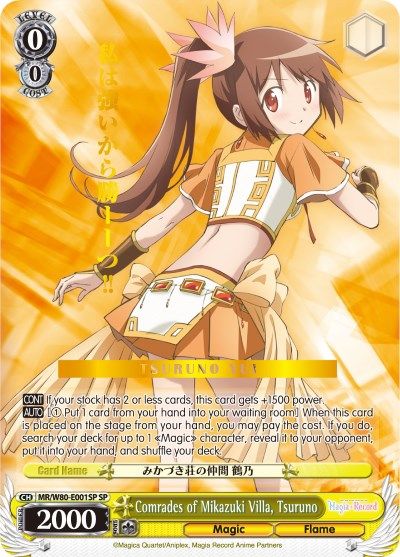 LEVEL
0
0
COST
私は強いから勝ーーつ!!
TSURUNO YUI
CONT If your stock has 2 or less cards, this card gets +1500 power.
AUTO [① Put 1 card from your hand into your waiting room] When this card
is placed on the stage from your hand, you may pay the cost. If you do,
search your deck for up to 1 «Magic» character, reveal it to your opponent,
put it into your hand, and shuffle your deck.
Card Name みかづき荘の仲間 鶴乃
CH MR/W80-E001SP SP
Comrades of Mikazuki Villa, Tsuruno
Magia Record
POWER 2000
TRAIT Magic Flame
©Magica Quartet/Aniplex, Magia Record Anime Partners